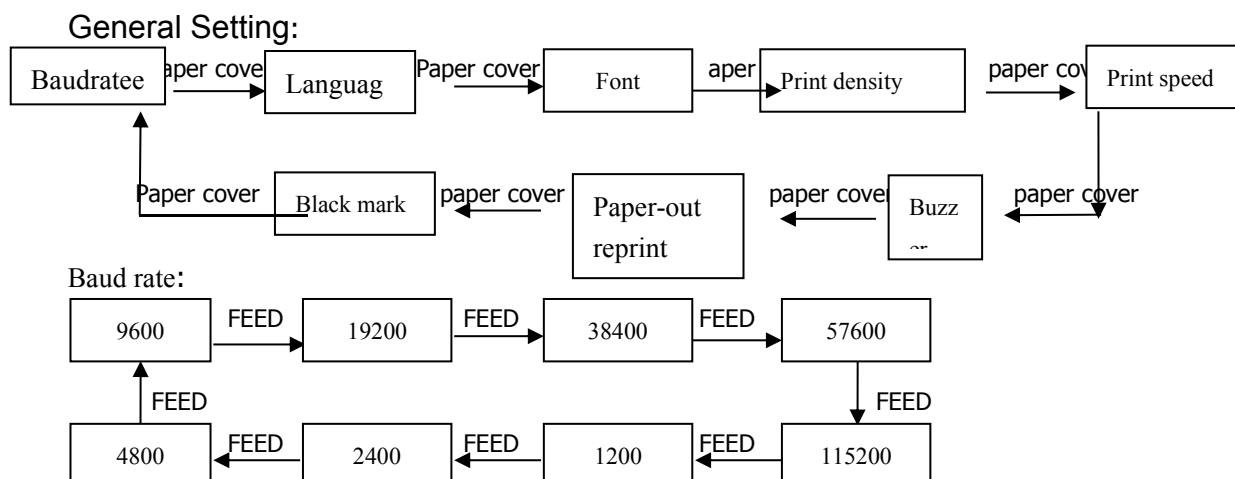 General Setting:
Baudratee aper cove Languag Paper cover Font aper Print density paper cov Print speed
Paper cover Black mark paper cover Paper-out reprint paper cover Buzz paper cover
Baud rate:
9600 FEED 19200 FEED 38400 FEED 57600
FEED FEED
4800 FEED 2400 FEED 1200 FEED 115200